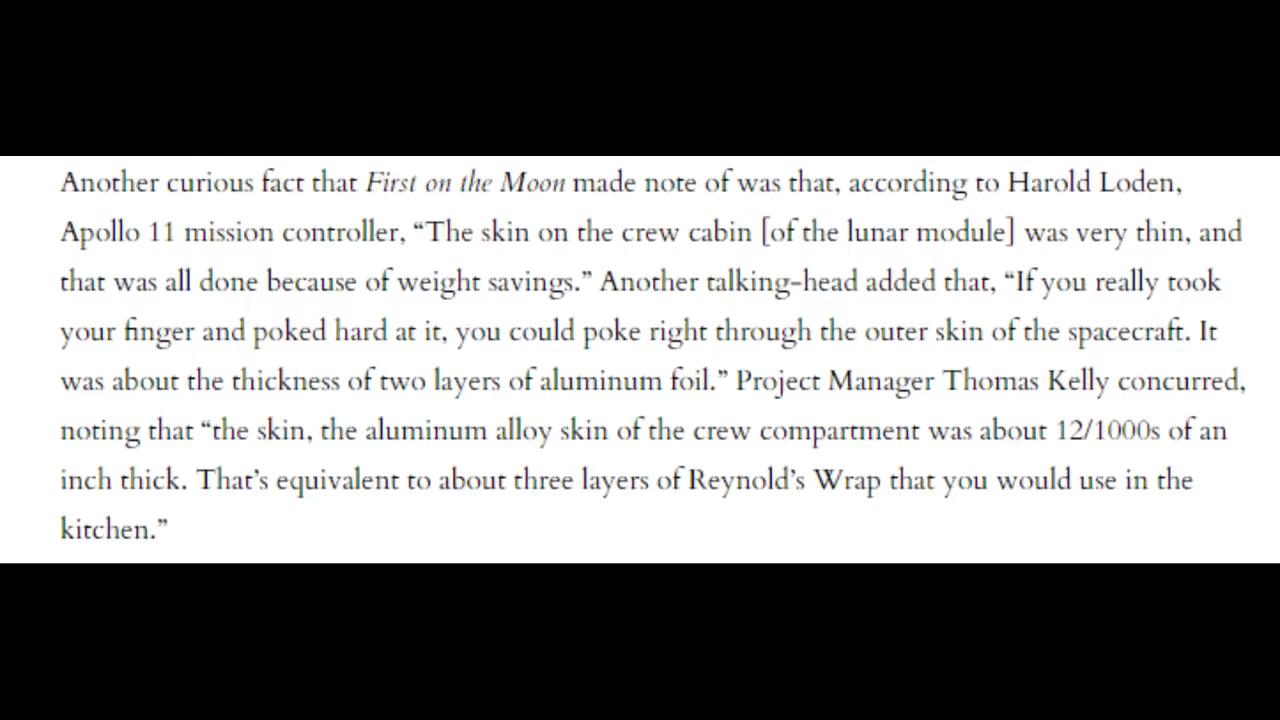 Another curious fact that First on the Moon made note of was that, according to Harold Loden,
Apollo 11 mission controller, “The skin on the crew cabin [of the lunar module] was very thin, and
that was all done because of weight savings.” Another talking-head added that, “If you really took
your finger and poked hard at it, you could poke right through the outer skin of the spacecraft. It
was about the thickness of two layers of aluminum foil.” Project Manager Thomas Kelly concurred,
noting that “the skin, the aluminum alloy skin of the crew compartment was about 12/1000s of an
inch thick. That’s equivalent to about three layers of Reynold’s Wrap that you would use in the
kitchen.”